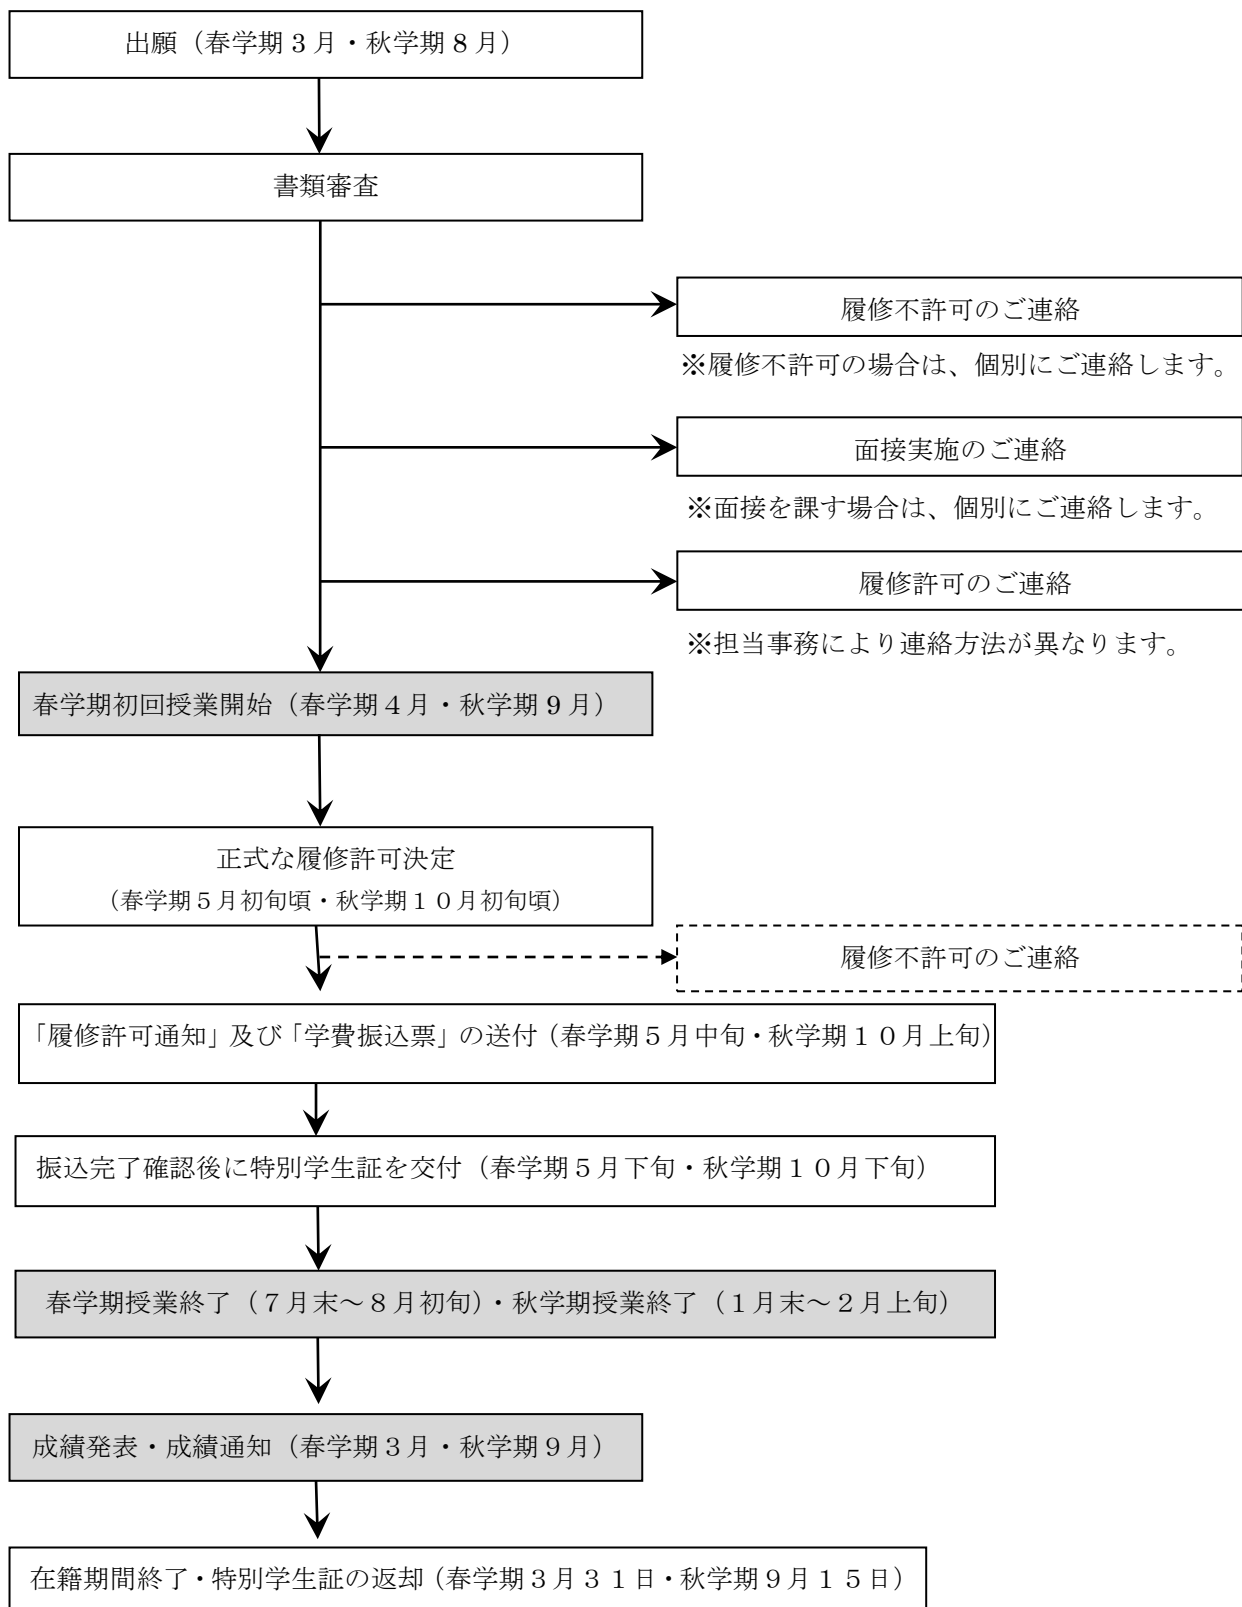 出願（春学期３月・秋学期８月）
書類審査
履修不許可のご連絡
※履修不許可の場合は、個別にご連絡します。
面接実施のご連絡
※面接を課す場合は、個別にご連絡します。
履修許可のご連絡
※担当事務により連絡方法が異なります。
春学期初回授業開始（春学期４月・秋学期９月）
正式な履修許可決定
（春学期５月初旬頃・秋学期１０月初旬頃）
履修不許可のご連絡
「履修許可通知」及び「学費振込票」の送付（春学期５月中旬・秋学期１０月上旬）
振込完了確認後に特別学生証を交付（春学期５月下旬・秋学期１０月下旬）
春学期授業終了（７月末～８月初旬）・秋学期授業終了（１月末～２月上旬）
成績発表・成績通知（春学期３月・秋学期９月）
在籍期間終了・特別学生証の返却（春学期３月３１日・秋学期９月１５日）